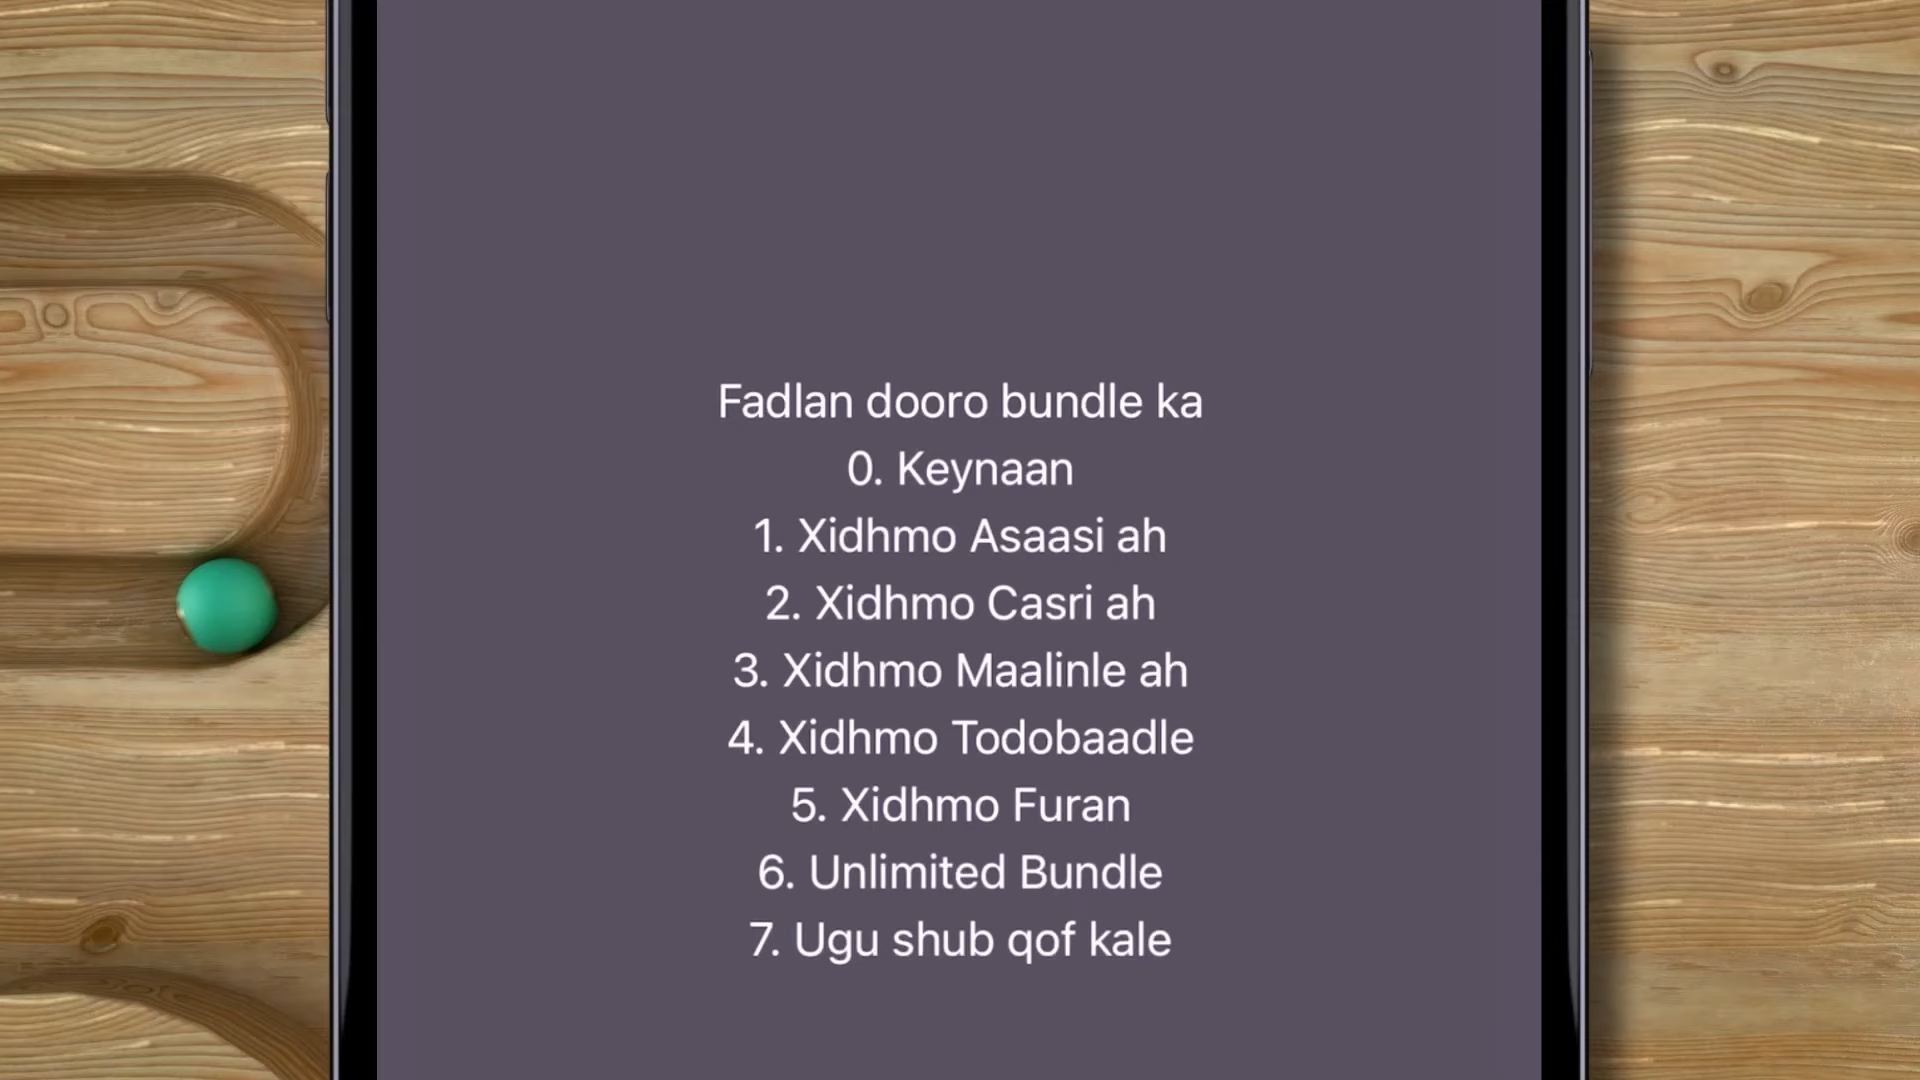 Fadlan dooro bundle ka
0. Keynaan
1. Xidhmo Asaasi ah
2. Xidhmo Casri ah
3. Xidhmo Maalinle ah
4. Xidhmo Todobaadle
5. Xidhmo Furan
6. Unlimited Bundle
7. Ugu shub qof kale